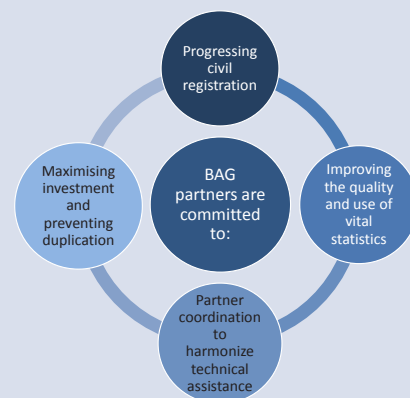 Progressing
civil
registration
Maximising
investment
and
preventing
duplication
BAG
partners are
committed
to:
Improving
the quality
and use of
vital
statistics
Partner
coordination
to
harmonize
technical
assistance